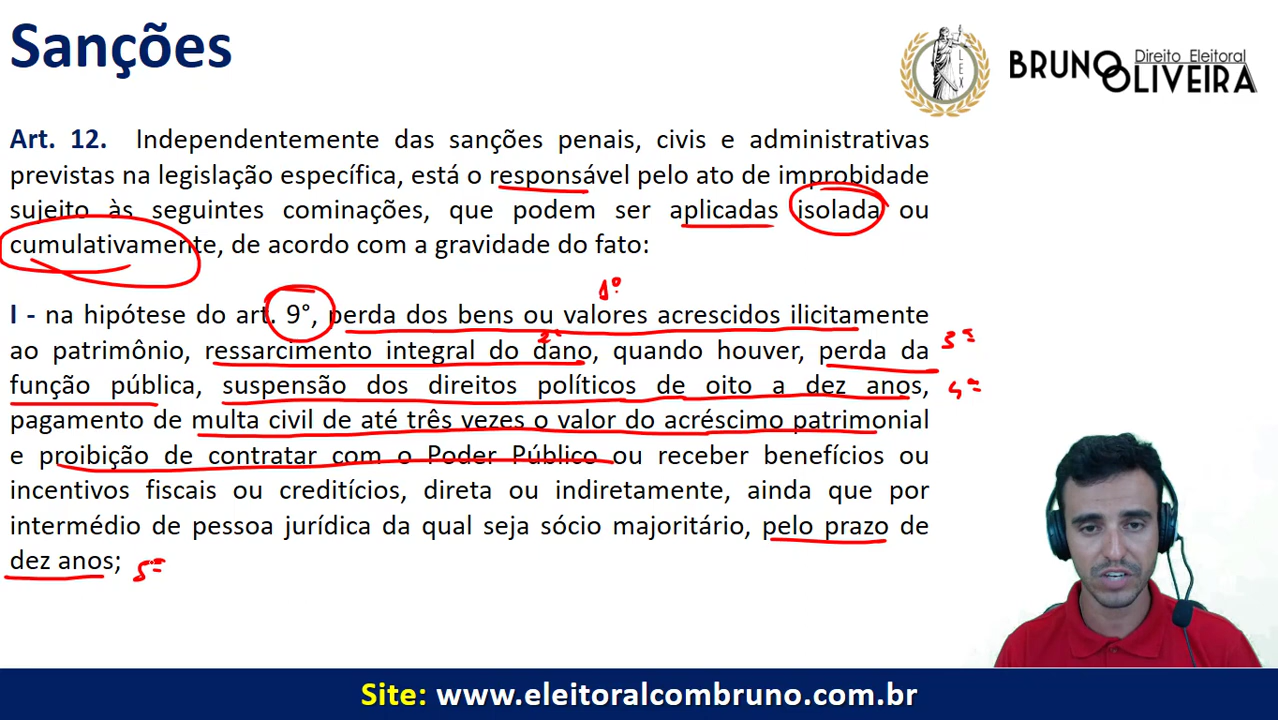 Sanções
LEX
BRUNO OLIVEIRA
Direito Eleitoral
Art. 12. Independentemente das sanções penais, civis e administrativas
previstas na legislação específica, está o responsável pelo ato de improbidade
sujeito às seguintes cominações, que podem ser aplicadas isolada ou
cumulativamente, de acordo com a gravidade do fato:
1º
I - na hipótese do art. 9°, perda dos bens ou valores acrescidos ilicitamente
2ª
ao patrimônio, ressarcimento integral do dano, quando houver, perda da 3ª
função pública, suspensão dos direitos políticos de oito a dez anos, 4ª
pagamento de multa civil de até três vezes o valor do acréscimo patrimonial
e proibição de contratar com o Poder Público ou receber benefícios ou
incentivos fiscais ou creditícios, direta ou indiretamente, ainda que por
intermédio de pessoa jurídica da qual seja sócio majoritário, pelo prazo de
dez anos; 5ª
Site: www.eleitoralcombruno.com.br